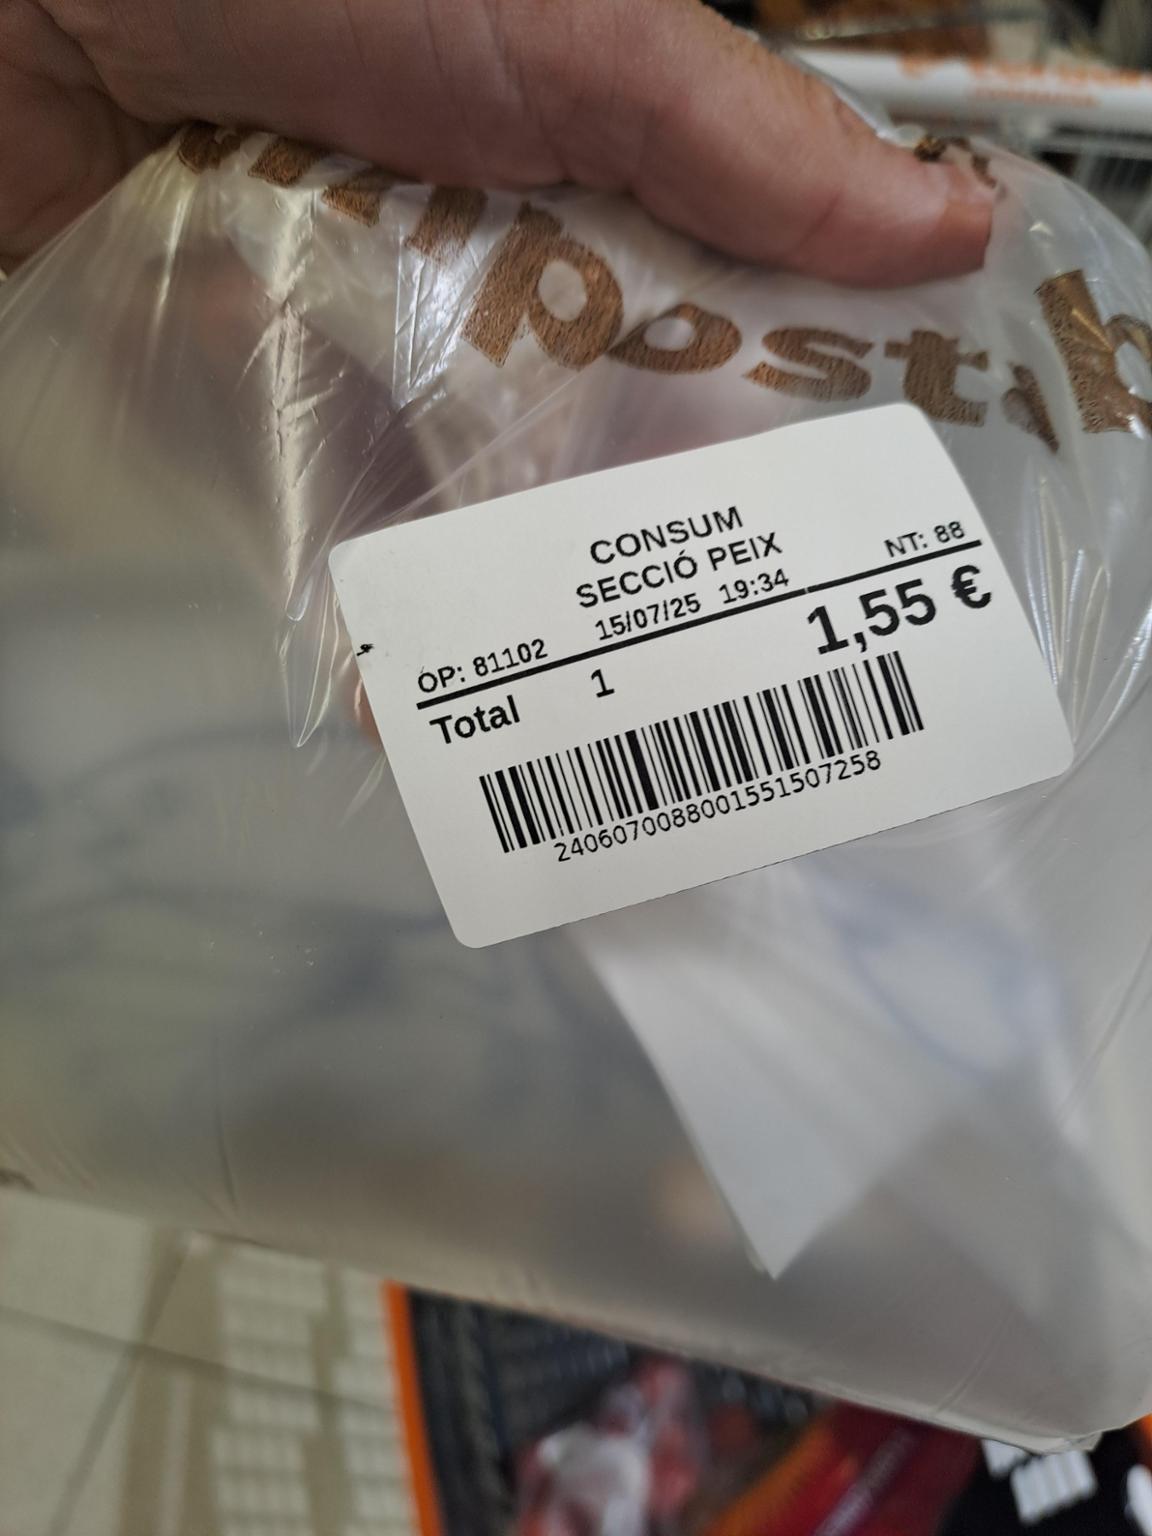 CONSUM
SECCIÓ PEIX
OP: 81102 15/07/25 19:34 NT: 88
Total 1 1,55 €
2406070088001551507258